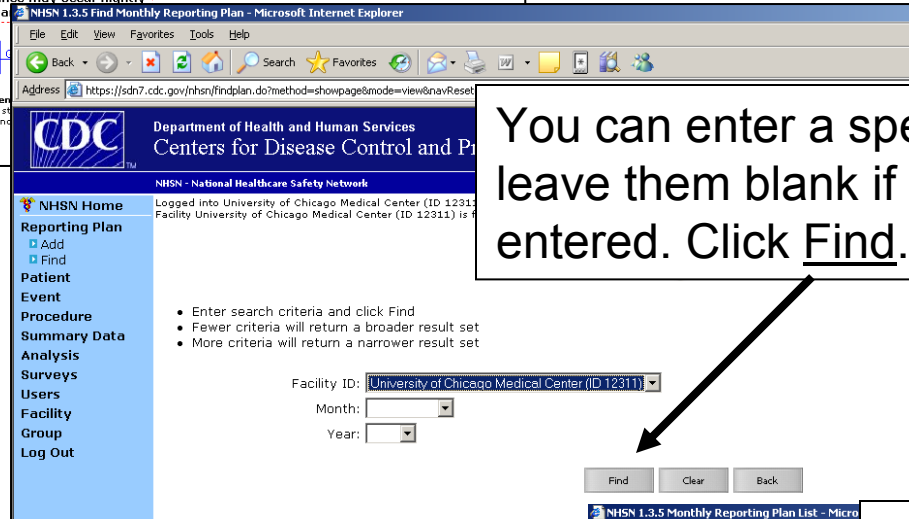 NHSN 1.3.5 Find Monthly Reporting Plan - Microsoft Internet Explorer
File Edit View Favorites Tools Help
Back Search Favorites
Address https://sdn7.cdc.gov/nhsn/findplan.do?method=showpage&mode=view&navReset
You can enter a spe
leave them blank if
entered. Click Find.
CDC
TM
Department of Health and Human Services
Centers for Disease Control and Pr
NHSN - National Healthcare Safety Network
NHSN Home
Logged into University of Chicago Medical Center (ID 12311
Facility University of Chicago Medical Center (ID 12311) is f
Reporting Plan
Add
Find
Patient
Event
Procedure
Summary Data
Analysis
Surveys
Users
Facility
Group
Log Out
• Enter search criteria and click Find
• Fewer criteria will return a broader result set
• More criteria will return a narrower result set
Facility ID: University of Chicago Medical Center (ID 12311)
Month:
Year:
Find Clear Back
NHSN 1.3.5 Monthly Reporting Plan List - Micro